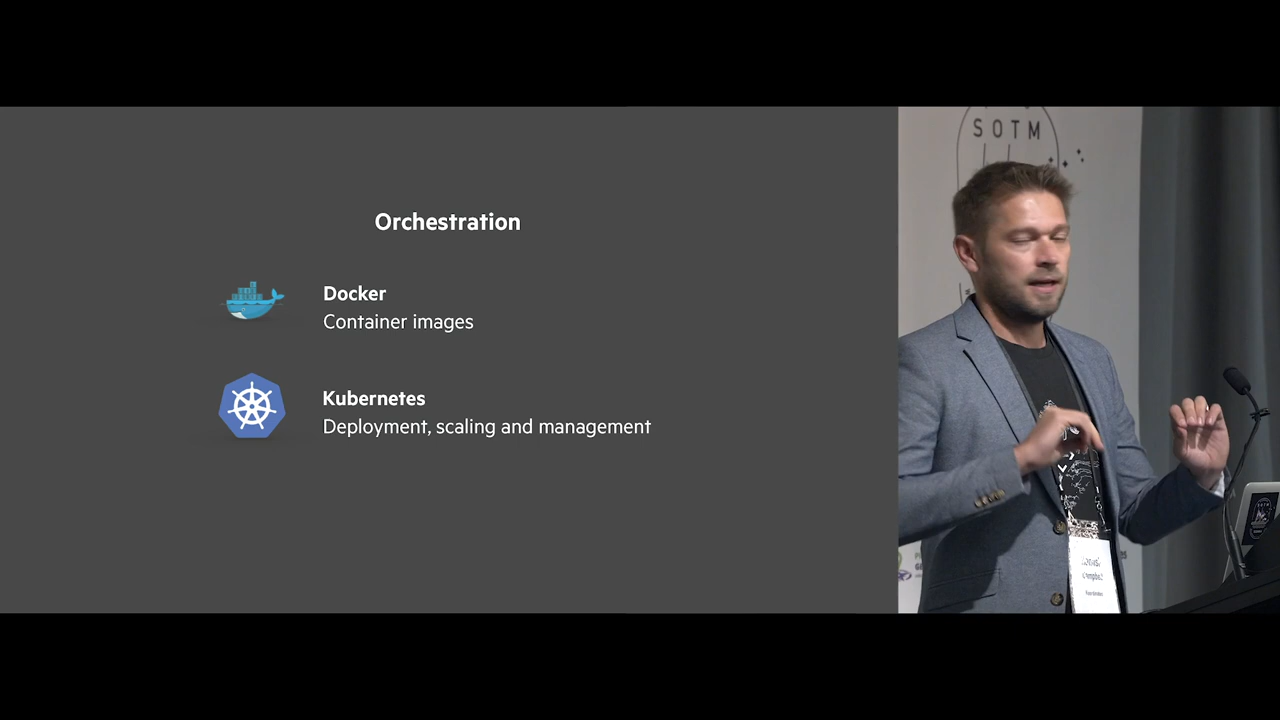 Orchestration
Docker
Container images
Kubernetes
Deployment, scaling and management
SOTM